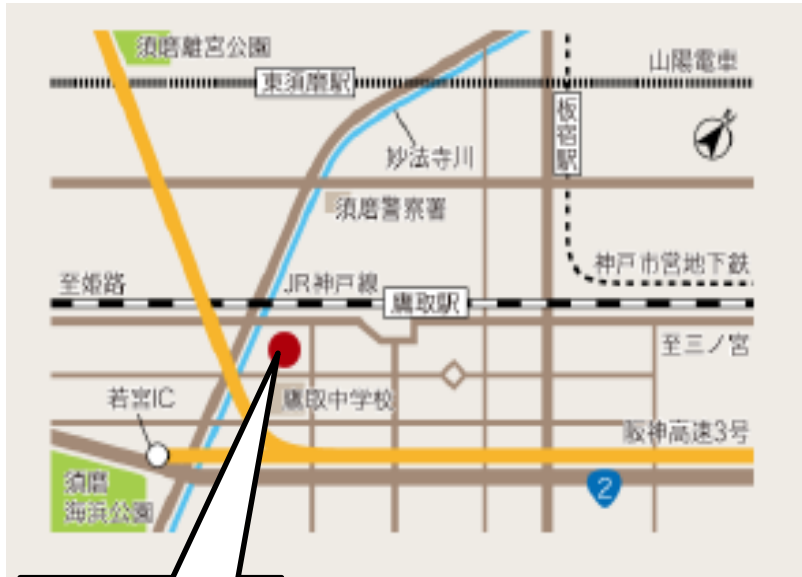 須磨離宮公園
山陽電車
東須磨駅
板宿駅
妙法寺川
須磨警察署
神戸市営地下鉄
至姫路
JR神戸線
鷹取駅
至三ノ宮
若宮IC
鷹取中学校
阪神高速3号
須磨
海浜公園
2